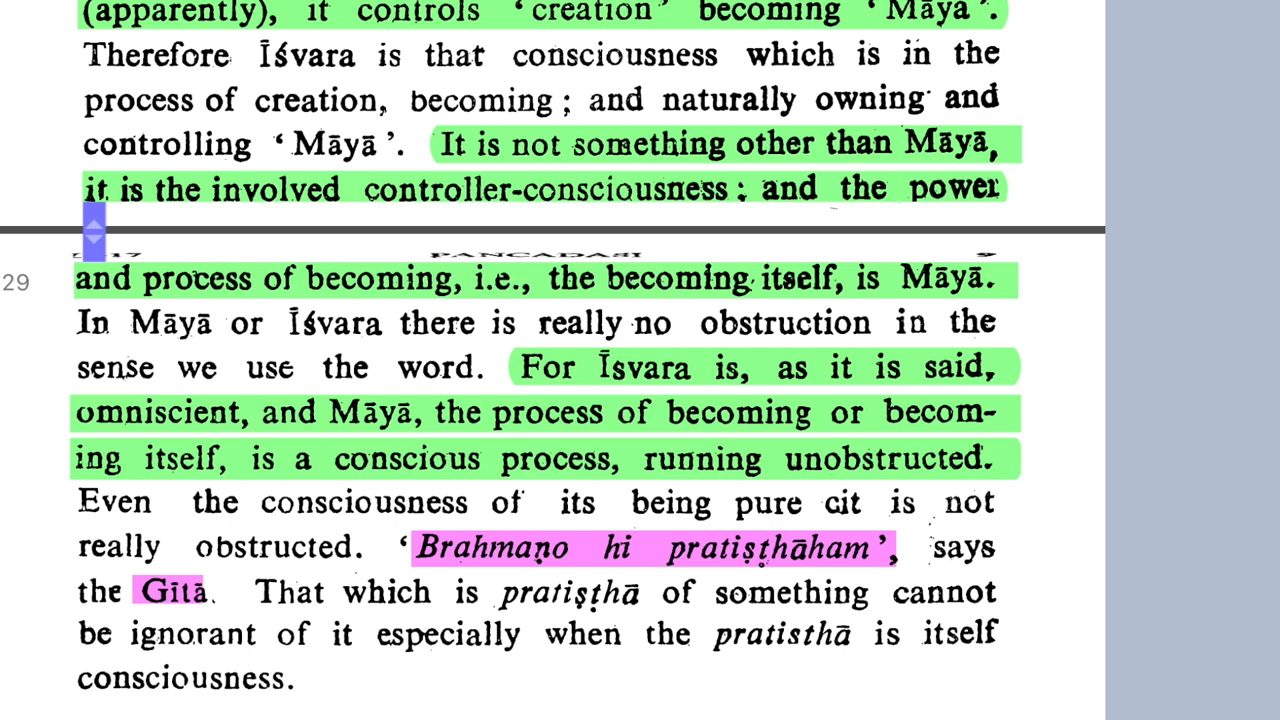 (apparently), it controls ‘creation’ becoming ‘Māyā’.
Therefore Īśvara is that consciousness which is in the
process of creation, becoming ; and naturally owning and
controlling ‘Māyā’. It is not something other than Māyā,
it is the involved controller-consciousness ; and the power
PANCADASI 9
29
and process of becoming, i.e., the becoming itself, is Māyā.
In Māyā or Īśvara there is really no obstruction in the
sense we use the word. For Īsvara is, as it is said,
omniscient, and Māyā, the process of becoming or becom-
ing itself, is a conscious process, running unobstructed.
Even the consciousness of its being pure cit is not
really obstructed. ‘Brahmaṇo hi pratiṣṭhāham’, says
the Gītā. That which is pratiṣṭhā of something cannot
be ignorant of it especially when the pratisthā is itself
consciousness.